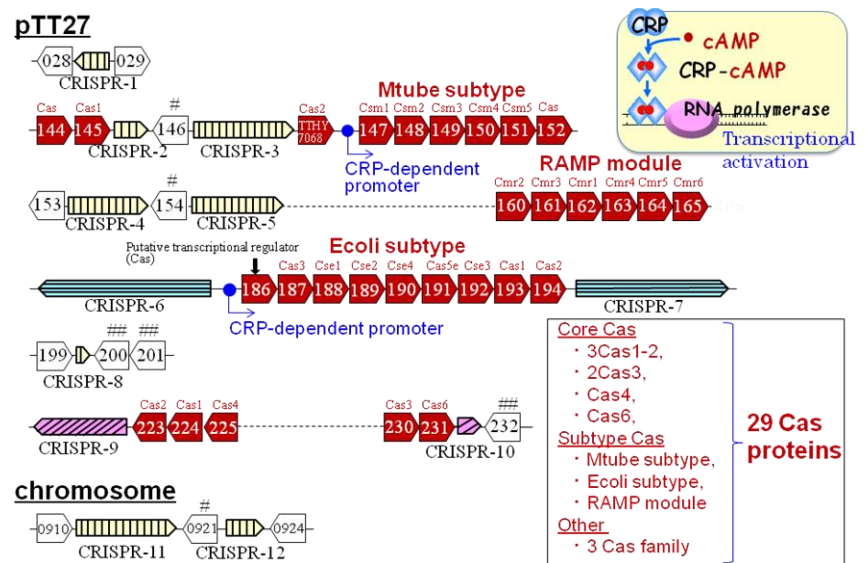 pTT27
028 029
CRISPR-1
CRP
cAMP
CRP-cAMP
RNA polymerase
Transcriptional
activation
Mtube subtype
Cas Cas1 # Cas2 Csm1 Csm2 Csm3 Csm4 Csm5 Cas
144 145 146 TTHY 7068 147 148 149 150 151 152
CRISPR-2 CRISPR-3
CRP-dependent
promoter
RAMP module
# Cmr2 Cmr3 Cmr1 Cmr4 Cmr5 Cmr6
153 154 160 161 162 163 164 165
CRISPR-4 CRISPR-5
Putative transcriptional regulator
(Cas)
Ecoli subtype
Cas3 Cse1 Cse2 Cse4 Cas5e Cse3 Cas1 Cas2
186 187 188 189 190 191 192 193 194
CRISPR-6 CRISPR-7
CRP-dependent promoter
## ##
199 200 201
CRISPR-8
Cas2 Cas1 Cas4 Cas3 Cas6 ##
223 224 225 230 231 232
CRISPR-9 CRISPR-10
chromosome
#
0910 0921 0924
CRISPR-11 CRISPR-12
Core Cas
・3Cas1-2,
・2Cas3,
・Cas4,
・Cas6,
Subtype Cas
・Mtube subtype,
・Ecoli subtype,
・RAMP module
Other
・3 Cas family
29 Cas
proteins